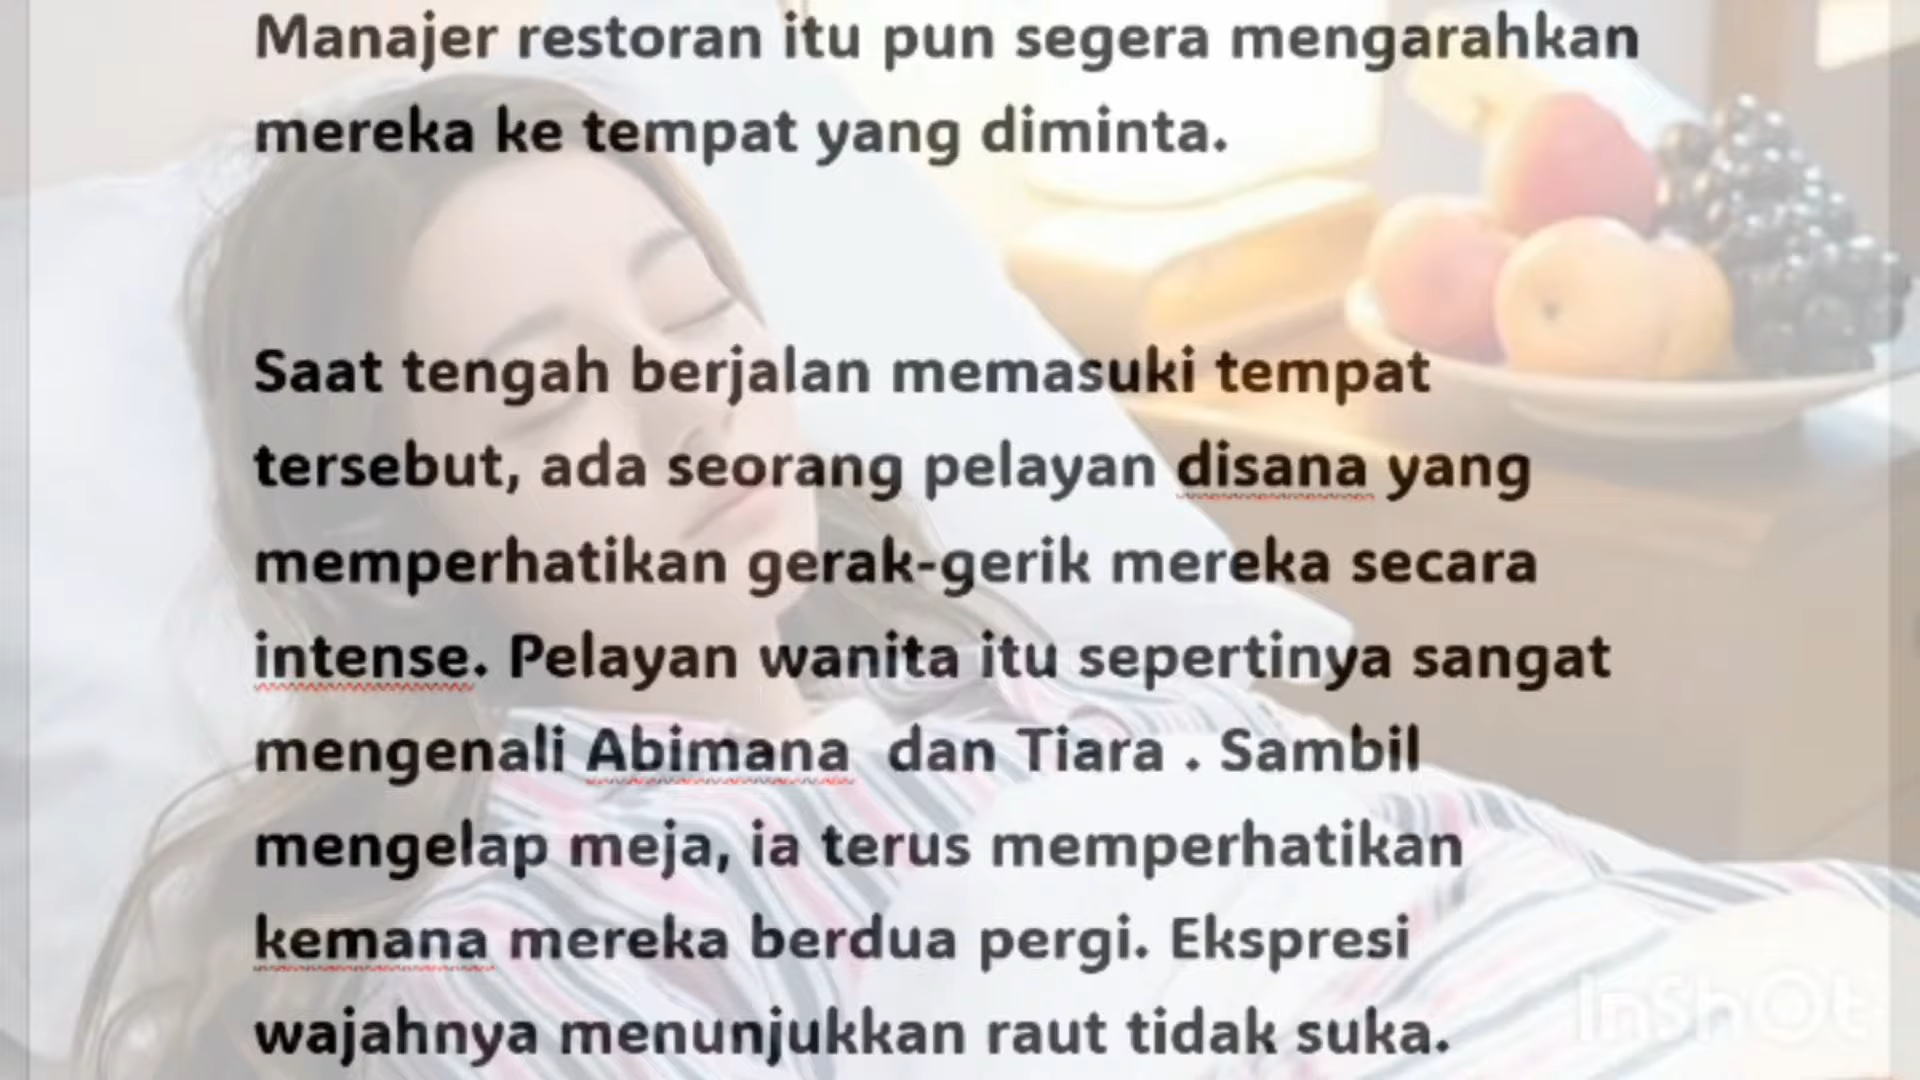 Manajer restoran itu pun segera mengarahkan
mereka ke tempat yang diminta.
Saat tengah berjalan memasuki tempat
tersebut, ada seorang pelayan disana yang
memperhatikan gerak-gerik mereka secara
intense. Pelayan wanita itu sepertinya sangat
mengenali Abimana  dan Tiara . Sambil
mengelap meja, ia terus memperhatikan
kemana mereka berdua pergi. Ekspresi
wajahnya menunjukkan raut tidak suka.
InShOt